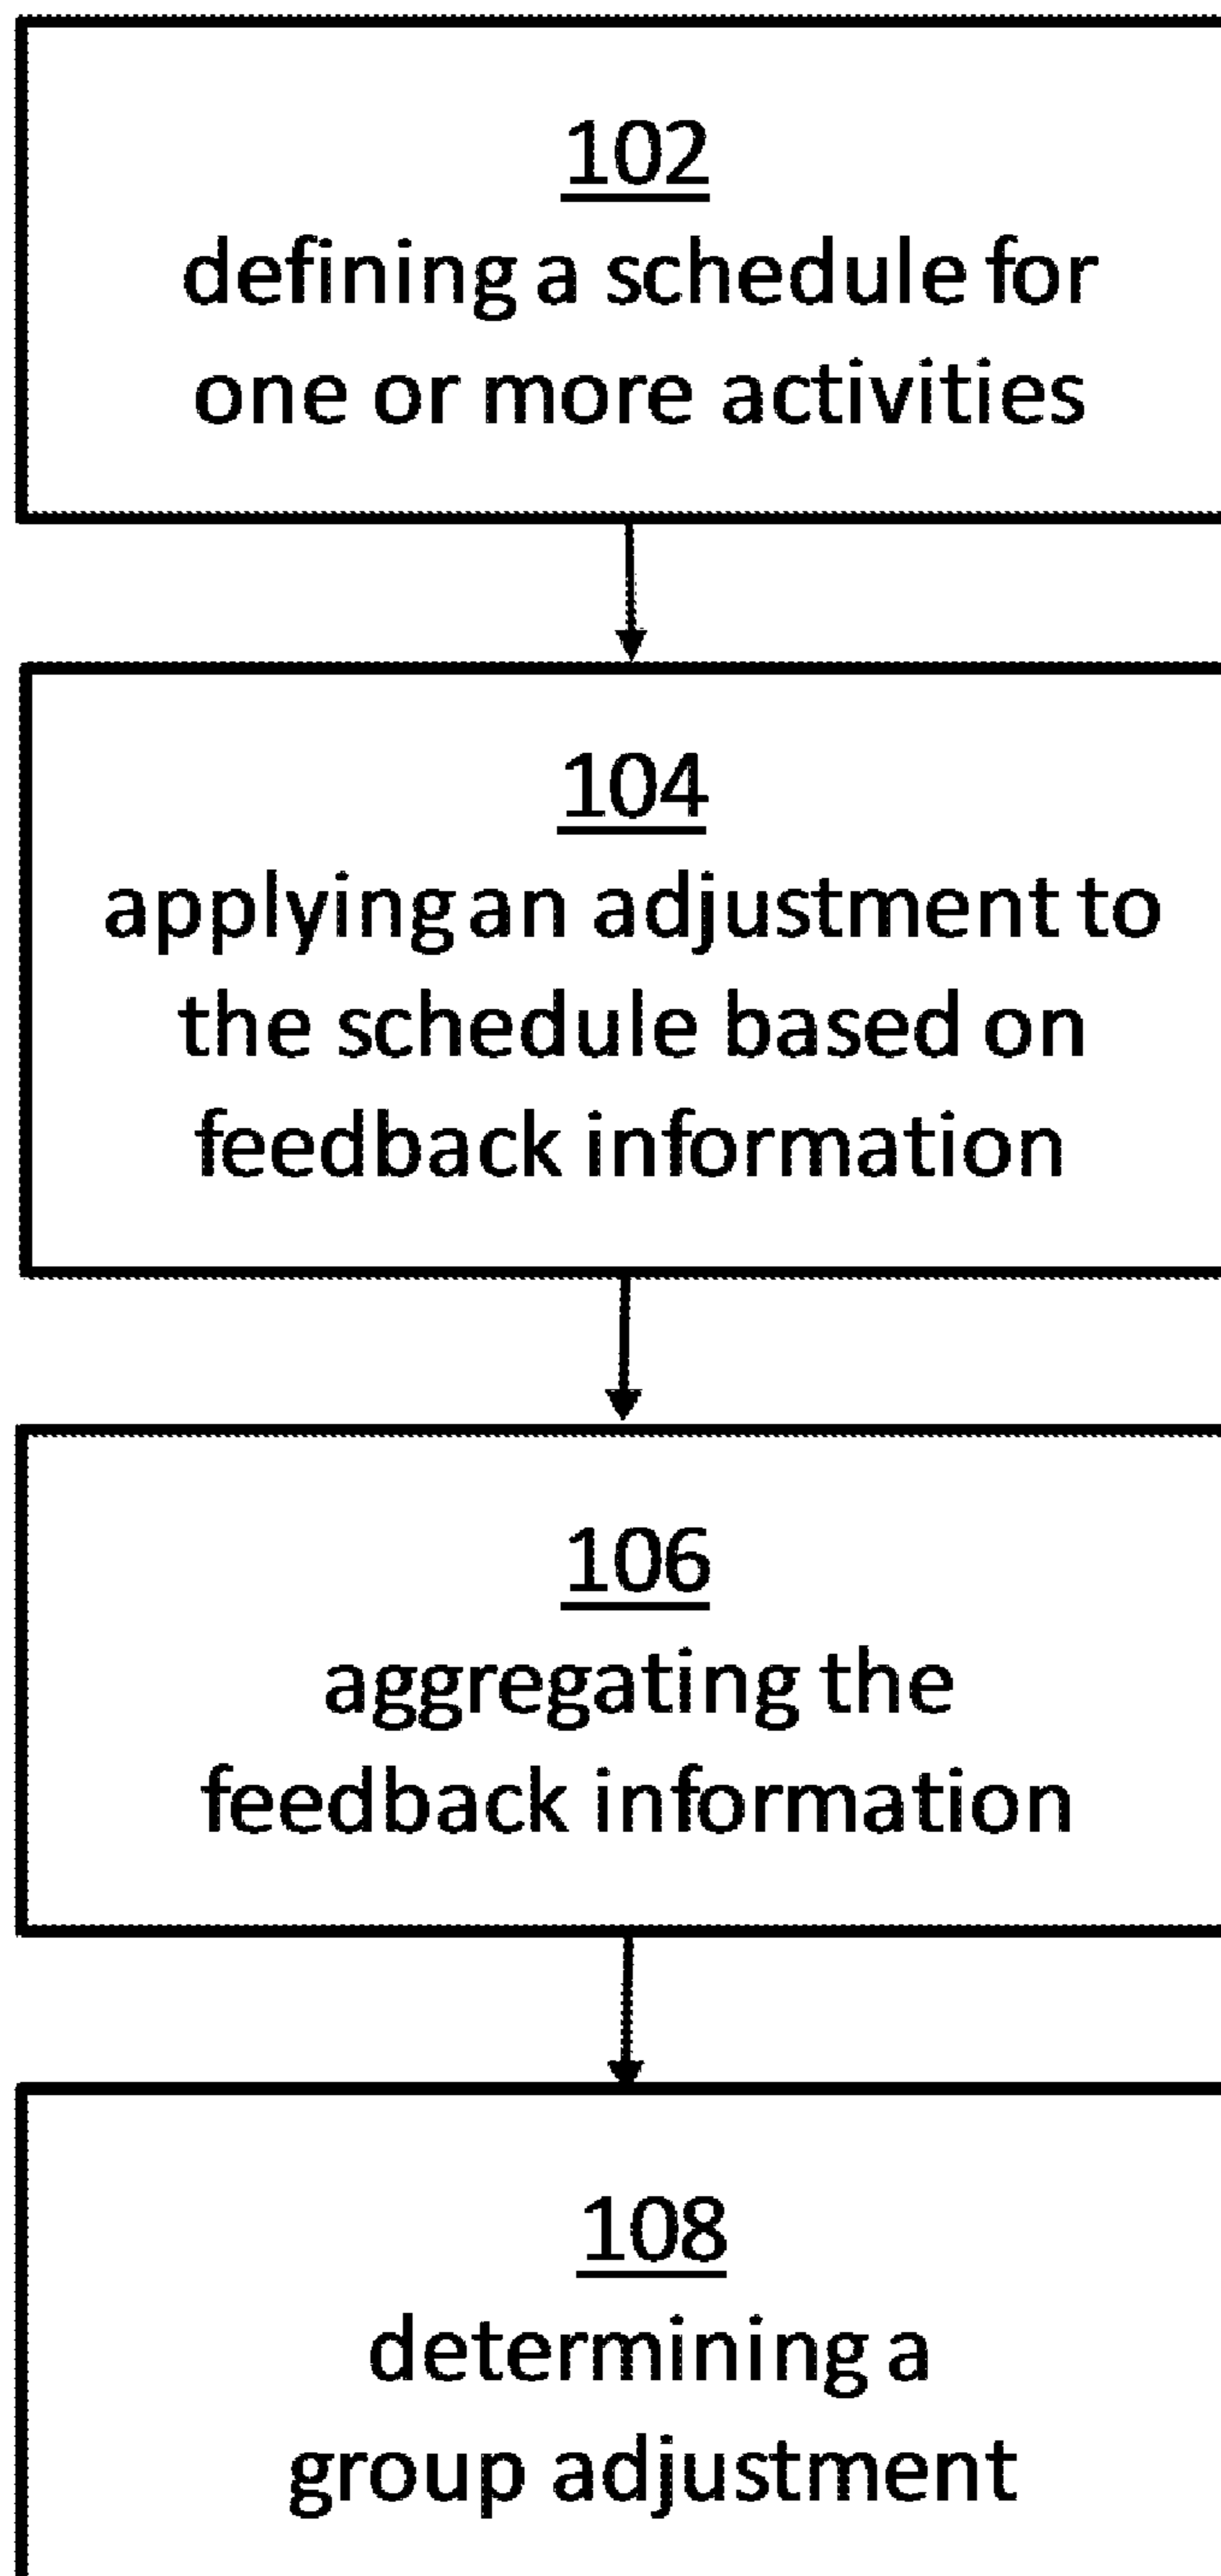 102
defining a schedule for
one or more activities
104
applying an adjustment to
the schedule based on
feedback information
106
aggregating the
feedback information
108
determining a
group adjustment